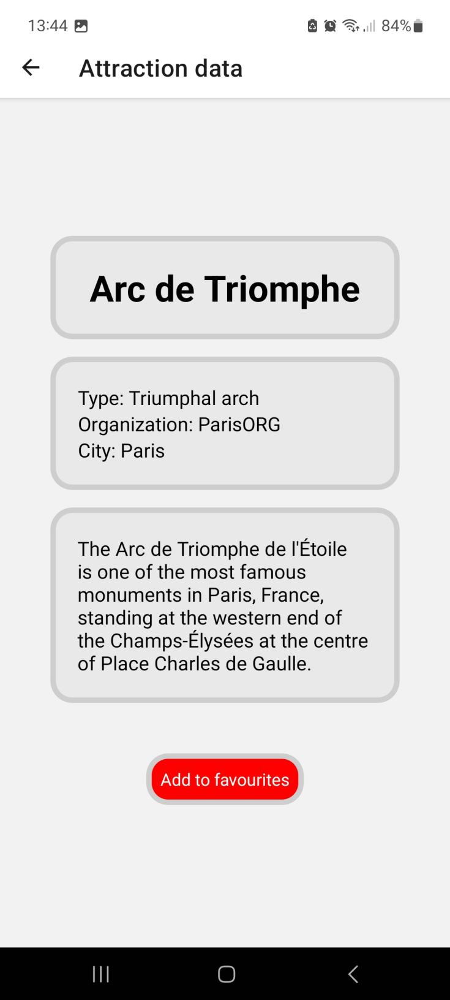 13:44
84%
Attraction data
Arc de Triomphe
Type: Triumphal arch
Organization: ParisORG
City: Paris
The Arc de Triomphe de l'Étoile
is one of the most famous
monuments in Paris, France,
standing at the western end of
the Champs-Élysées at the centre
of Place Charles de Gaulle.
Add to favourites